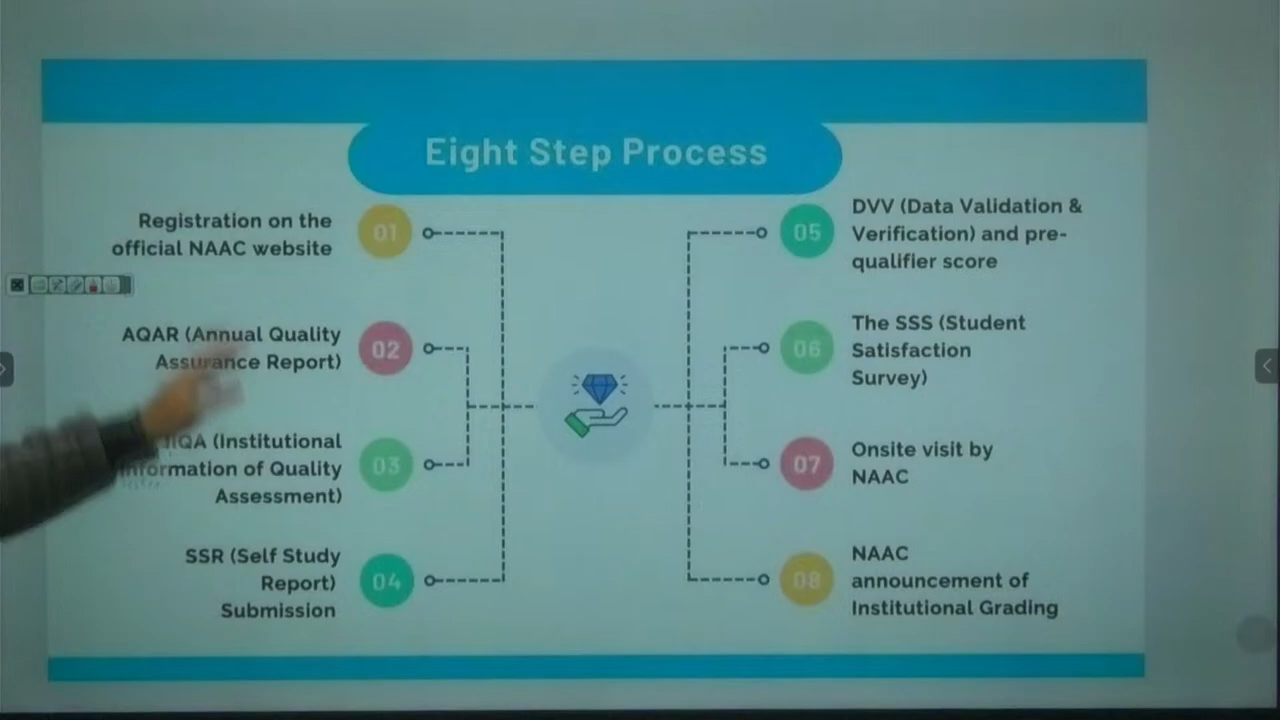 Eight Step Process
Registration on the
official NAAC website
01
AQAR (Annual Quality
Assurance Report)
02
IIQA (Institutional
Information of Quality
Assessment)
03
SSR (Self Study
Report)
Submission
04
05
DVV (Data Validation &
Verification) and pre-
qualifier score
06
The SSS (Student
Satisfaction
Survey)
07
Onsite visit by
NAAC
08
NAAC
announcement of
Institutional Grading